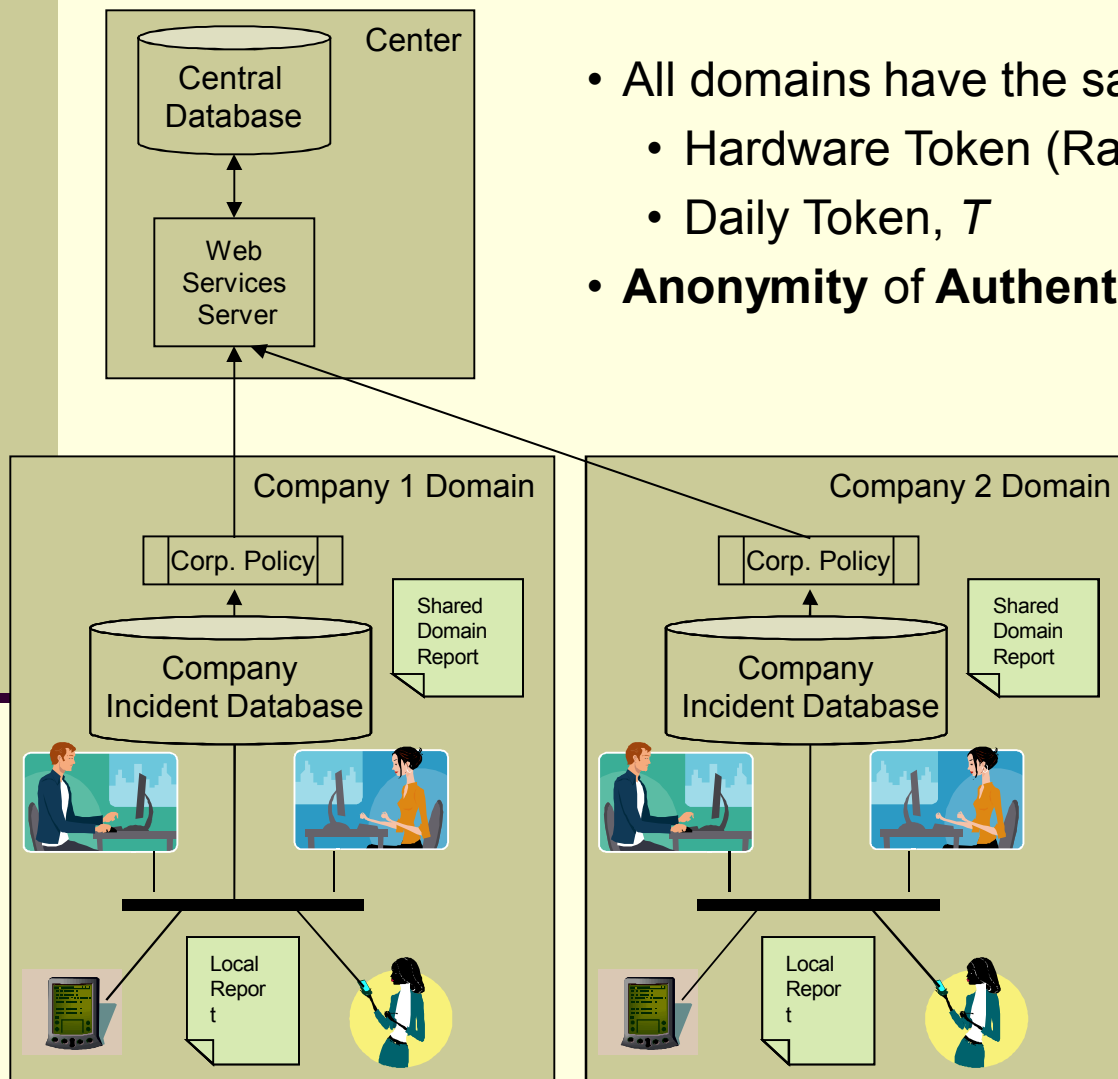 Center
Central
Database
Web
Services
Server
• All domains have the sa
• Hardware Token (Ra
• Daily Token, T
• Anonymity of Authent
Company 1 Domain
Corp. Policy
Shared
Domain
Report
Company
Incident Database
Local
Repor
t
Company 2 Domain
Corp. Policy
Shared
Domain
Report
Company
Incident Database
Local
Repor
t